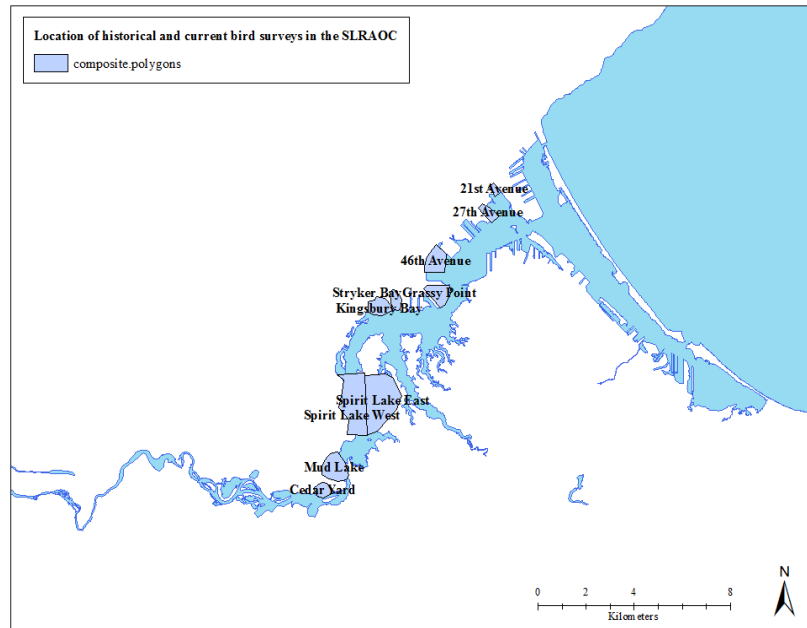 Location of historical and current bird surveys in the SLRAOC
composite.polygons
21st Avenue
27th Avenue
46th Avenue
Stryker Bay
Grassy Point
Kingsbury Bay
Spirit Lake East
Spirit Lake West
Mud Lake
Cedar Yard
N
0 2 4 6 8
Kilometers